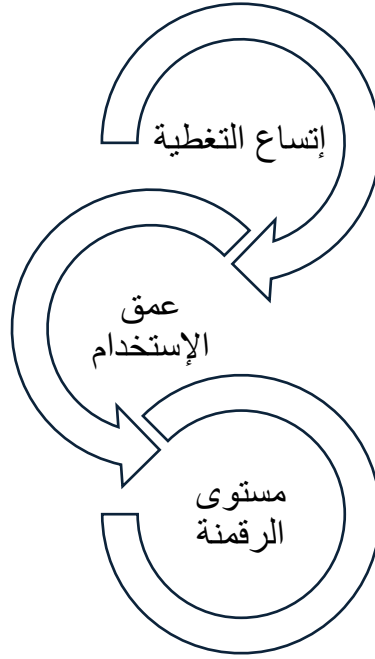 إتساع التغطية
عمق
الإستخدام
مستوى
الرقمنة